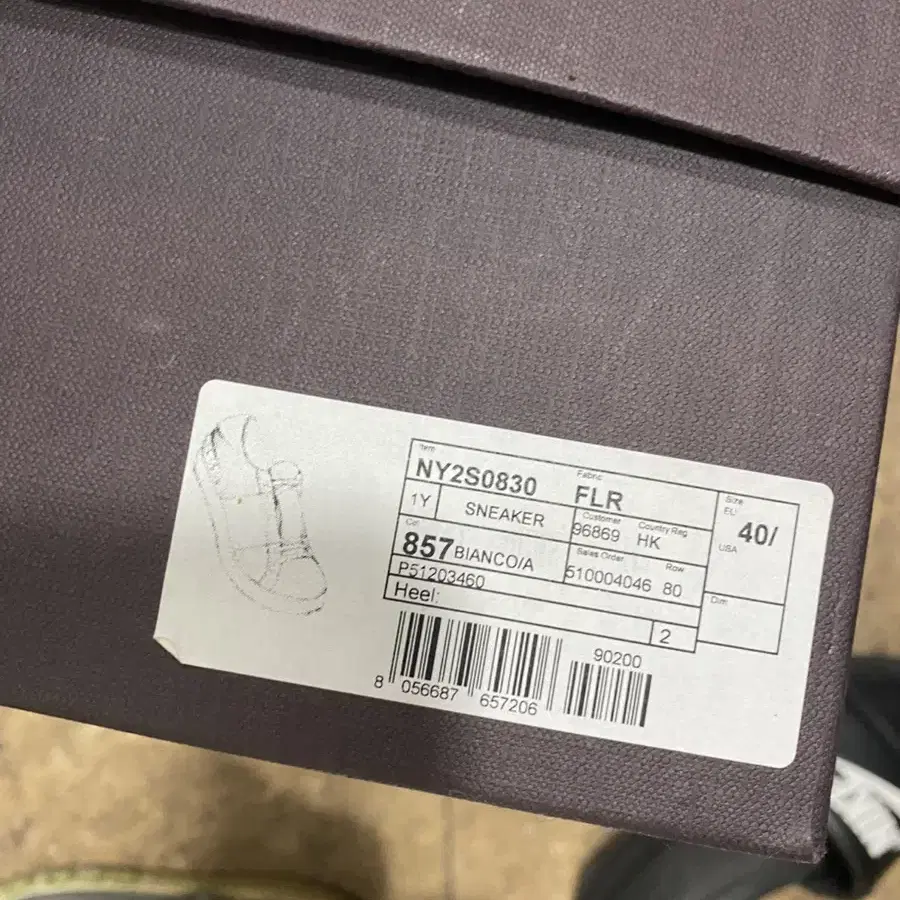 Item
NY2S0830
Fabric
FLR
Size
EU
40/
USA
1Y
SNEAKER
Customer
96869
Country Reg
HK
Col
857 BIANCO/A
Sales Order
510004046
Row
80
P51203460
Dim
Heel:
2
90200
8 056687 657206